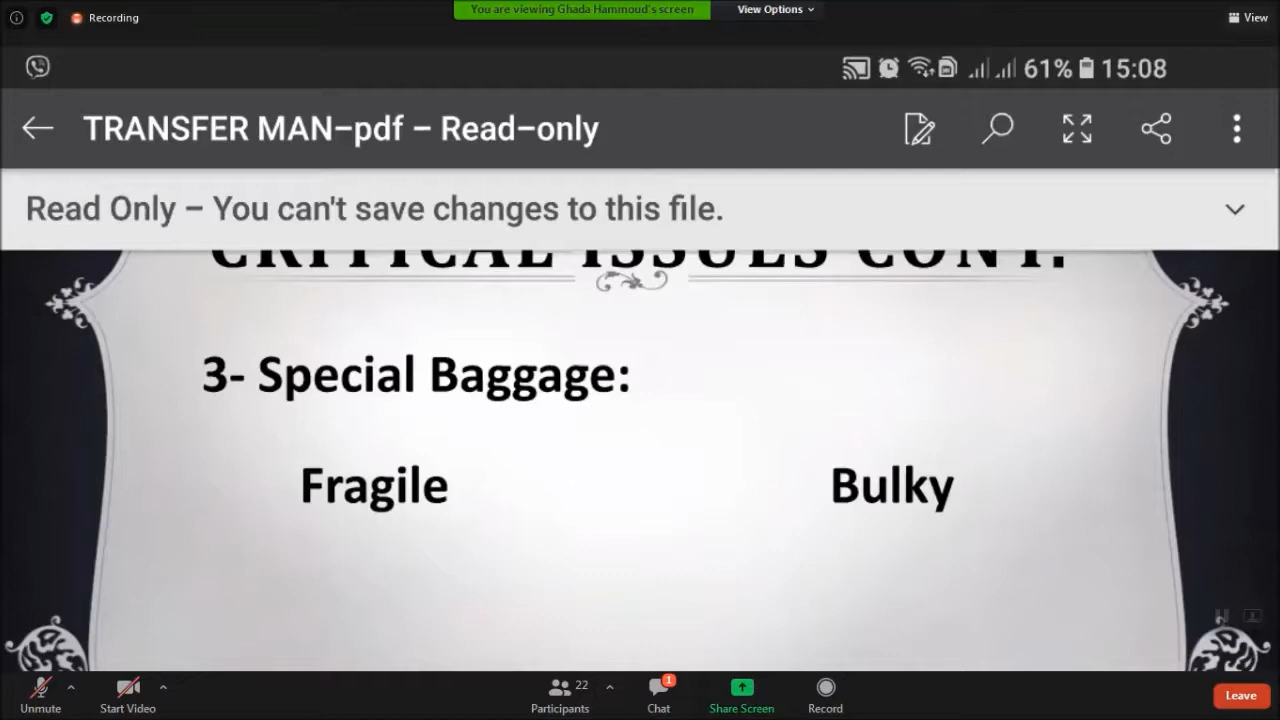 Recording
You are viewing Ghada Hammoud's screen
View Options
View
61% 15:08
TRANSFER MAN-pdf - Read-only
Read Only - You can't save changes to this file.
CRITICAL ISSUES CONT.
3- Special Baggage:
Fragile Bulky
Unmute
Start Video
22
Participants
1
Chat
Share Screen
Record
Leave